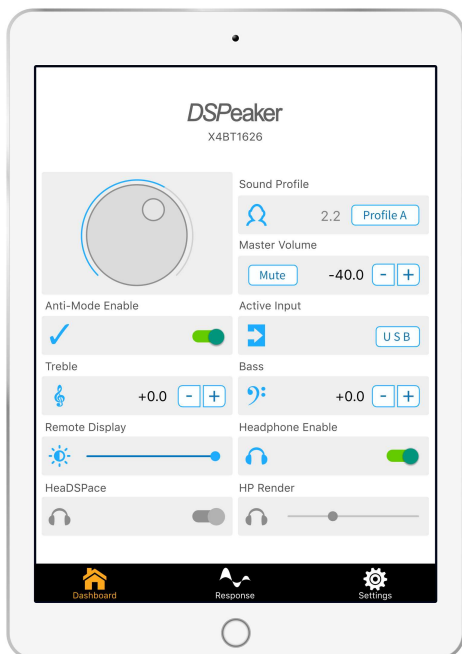 DSPeaker
X4BT1626
Sound Profile
2.2 Profile A
Master Volume
Mute -40.0 - +
Anti-Mode Enable
Active Input
USB
Treble
Bass
+0.0 - +
+0.0 - +
Remote Display
Headphone Enable
HeaDSPace
HP Render
Dashboard
Response
Settings